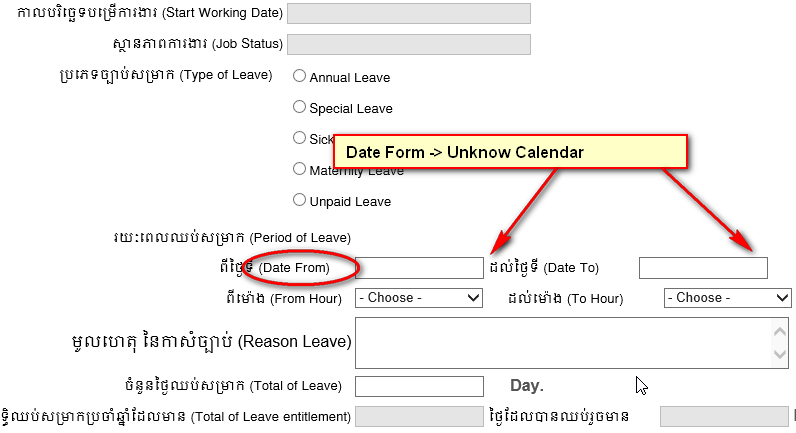 កាលបរិច្ឆេទបម្រើការងារ (Start Working Date)
ស្ថានភាពការងារ (Job Status)
ប្រភេទច្បាប់សម្រាក (Type of Leave)
Annual Leave
Special Leave
Sick
Date Form -> Unknow Calendar
Maternity Leave
Unpaid Leave
រយៈពេលឈប់សម្រាក (Period of Leave)
ពីថ្ងៃទី (Date From) ដល់ថ្ងៃទី (Date To)
ពីម៉ោង (From Hour) - Choose - ដល់ម៉ោង (To Hour) - Choose -
មូលហេតុ នៃការសំច្បាប់ (Reason Leave)
ចំនួនថ្ងៃឈប់សម្រាក (Total of Leave) Day.
ទ្ធិឈប់សម្រាកប្រចាំឆ្នាំដែលមាន (Total of Leave entitlement) ថ្ងៃដែលបានឈប់រួចមាន